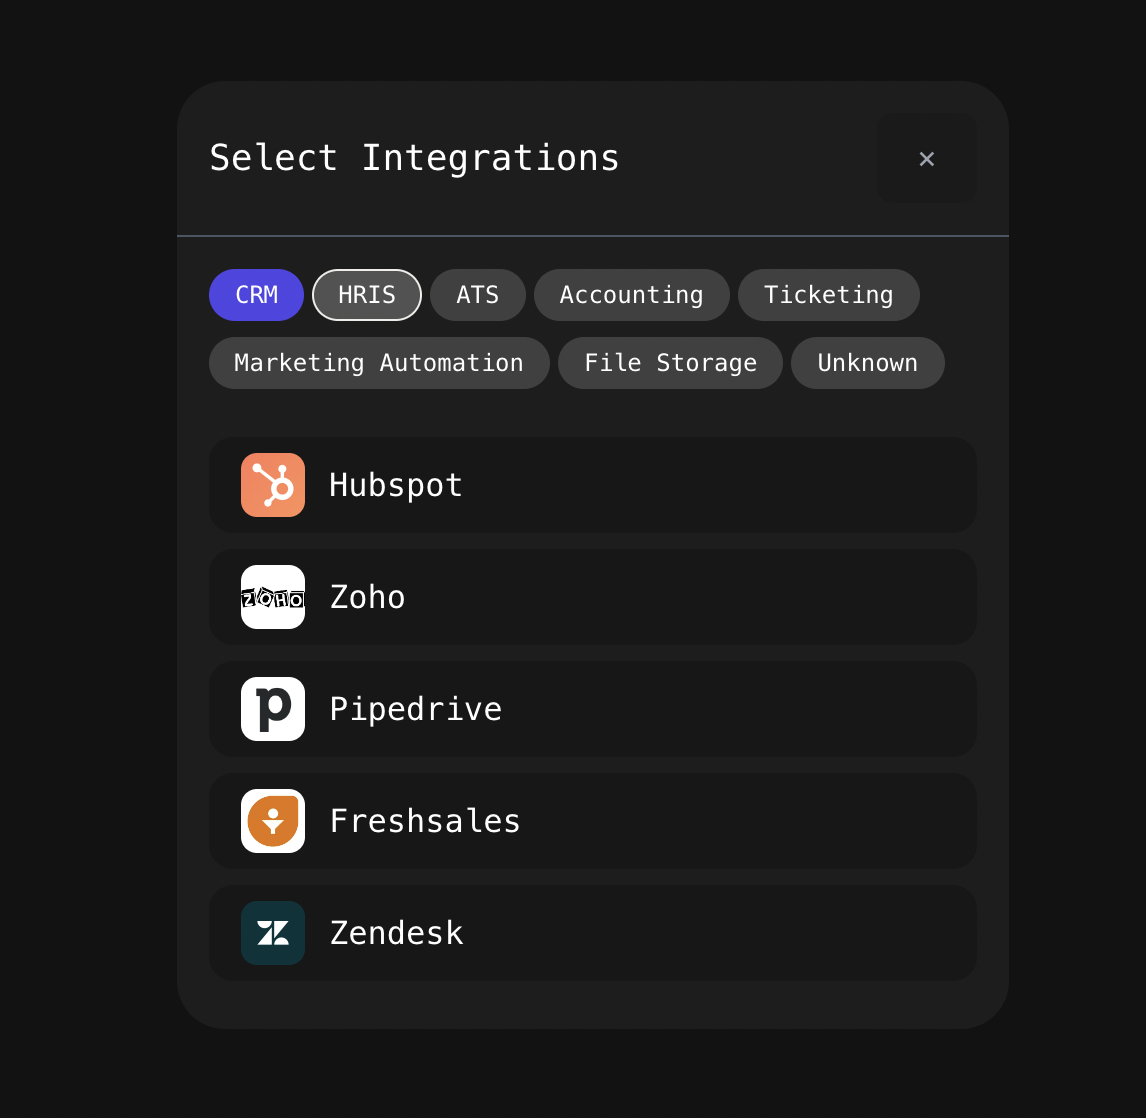 Select Integrations ×
CRM HRIS ATS Accounting Ticketing
Marketing Automation File Storage Unknown
Hubspot
ZOHO Zoho
p Pipedrive
Freshsales
Zendesk